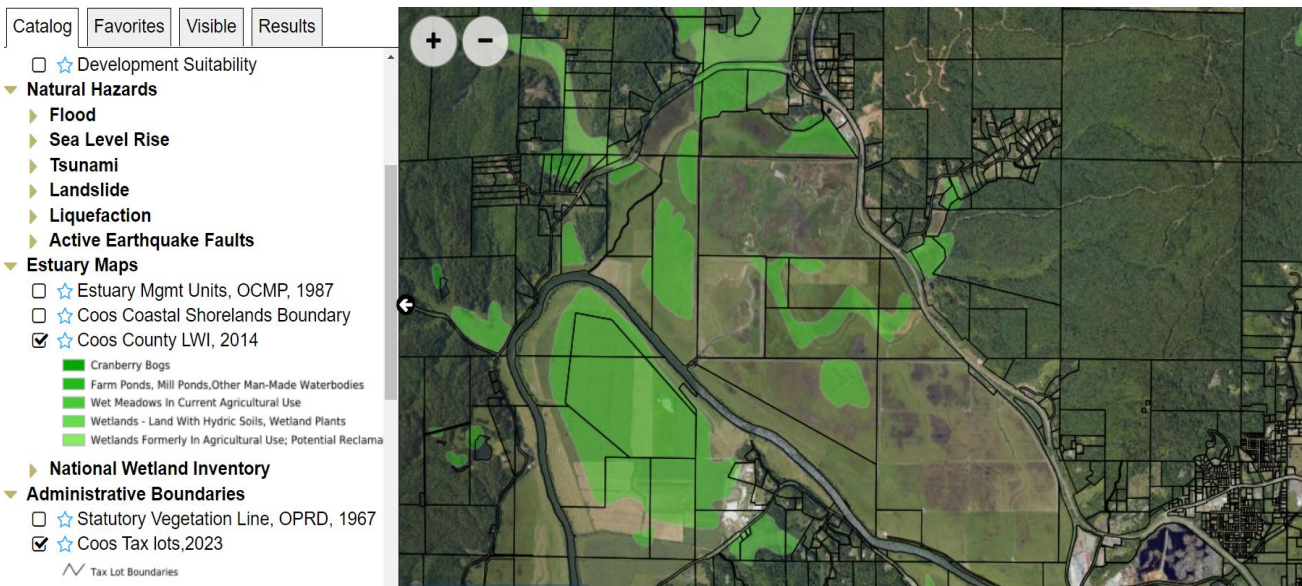 Catalog Favorites Visible Results
Development Suitability
Natural Hazards
Flood
Sea Level Rise
Tsunami
Landslide
Liquefaction
Active Earthquake Faults
Estuary Maps
Estuary Mgmt Units, OCMP, 1987
Coos Coastal Shorelands Boundary
Coos County LWI, 2014
Cranberry Bogs
Farm Ponds, Mill Ponds,Other Man-Made Waterbodies
Wet Meadows In Current Agricultural Use
Wetlands - Land With Hydric Soils, Wetland Plants
Wetlands Formerly In Agricultural Use; Potential Reclama
National Wetland Inventory
Administrative Boundaries
Statutory Vegetation Line, OPRD, 1967
Coos Tax lots,2023
Tax Lot Boundaries